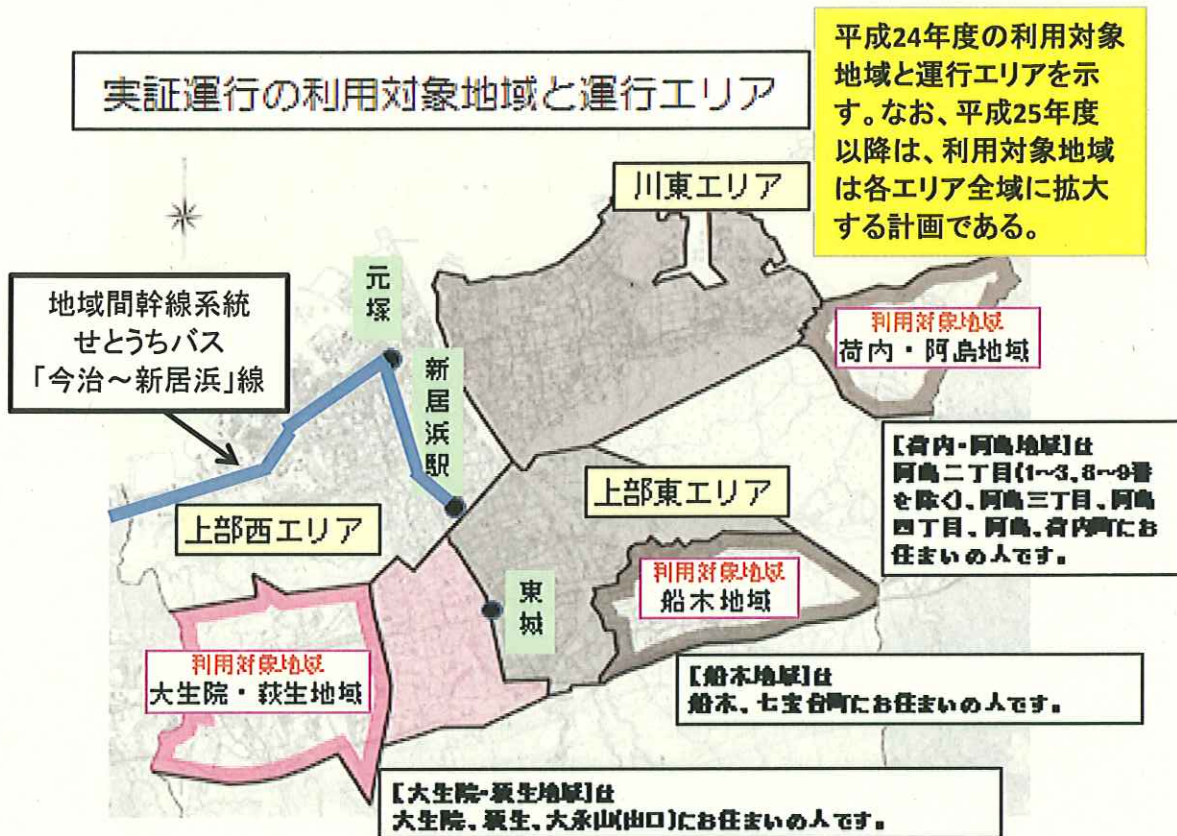 実証運行の利用対象地域と運行エリア
平成24年度の利用対象
地域と運行エリアを示
す。なお、平成25年度
以降は、利用対象地域
は各エリア全域に拡大
する計画である。
川東エリア
元塚
地域間幹線系統
せとうちバス
「今治～新居浜」線
新居浜駅
利用対象地域
荷内・阿島地域
【荷内・阿島地域】は
阿島二丁目(1～3、8～9番
を除く)、阿島三丁目、阿島
四丁目、阿島、荷内町にお
住まいの人です。
上部西エリア
上部東エリア
東城
利用対象地域
船木地域
【船木地域】は
船木、七宝台町にお住まいの人です。
利用対象地域
大生院・萩生地域
【大生院・萩生地域】は
大生院、萩生、大永山(出口)にお住まいの人です。